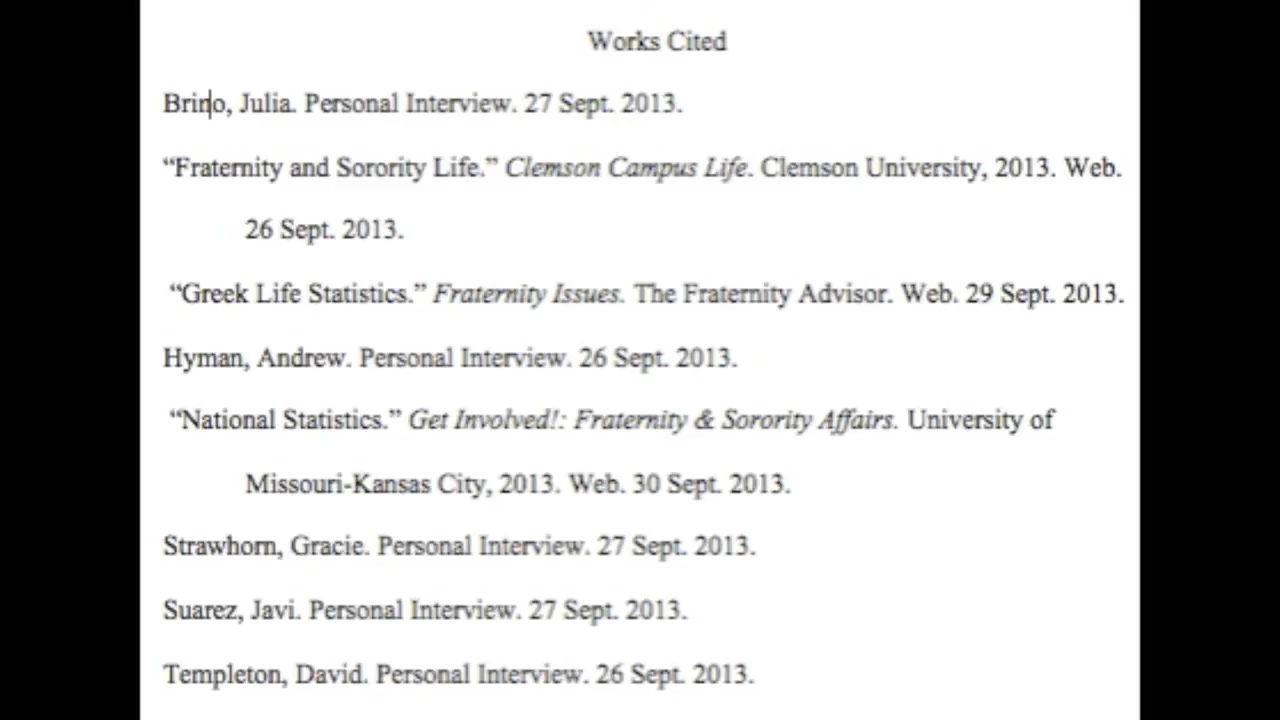 Works Cited
Brino, Julia. Personal Interview. 27 Sept. 2013.
“Fraternity and Sorority Life.” Clemson Campus Life. Clemson University, 2013. Web.
26 Sept. 2013.
“Greek Life Statistics.” Fraternity Issues. The Fraternity Advisor. Web. 29 Sept. 2013.
Hyman, Andrew. Personal Interview. 26 Sept. 2013.
“National Statistics.” Get Involved!: Fraternity & Sorority Affairs. University of
Missouri-Kansas City, 2013. Web. 30 Sept. 2013.
Strawhorn, Gracie. Personal Interview. 27 Sept. 2013.
Suarez, Javi. Personal Interview. 27 Sept. 2013.
Templeton, David. Personal Interview. 26 Sept. 2013.